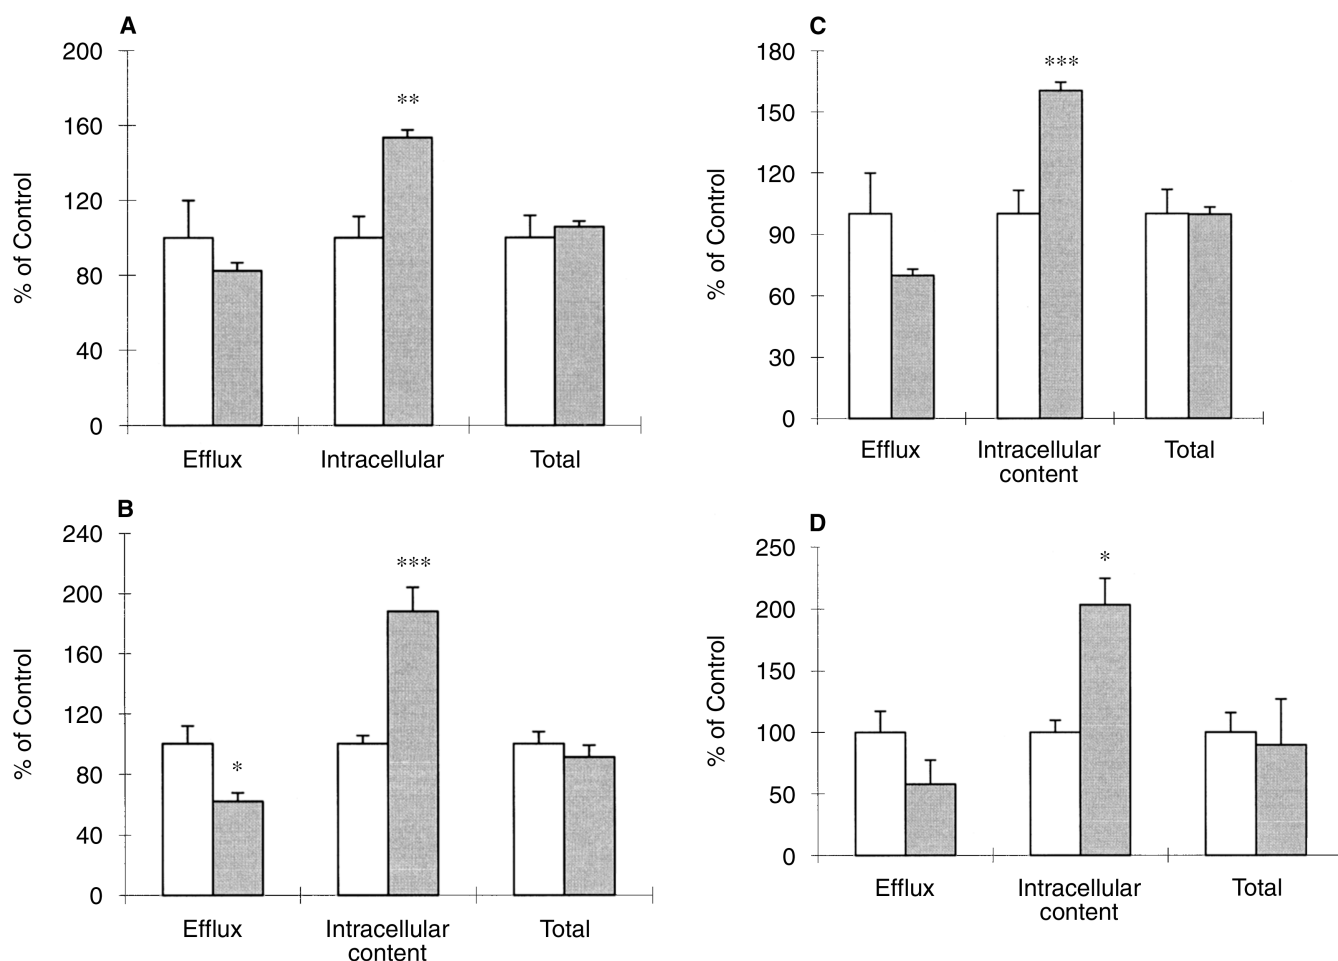 A
200
160
120
80
40
0
% of Control
**
Efflux
Intracellular
Total
B
240
200
160
120
80
40
0
% of Control
*
***
Efflux
Intracellular
content
Total
C
180
150
120
90
60
30
0
% of Control
***
Efflux
Intracellular
content
Total
D
250
200
150
100
50
0
% of Control
*
Efflux
Intracellular
content
Total